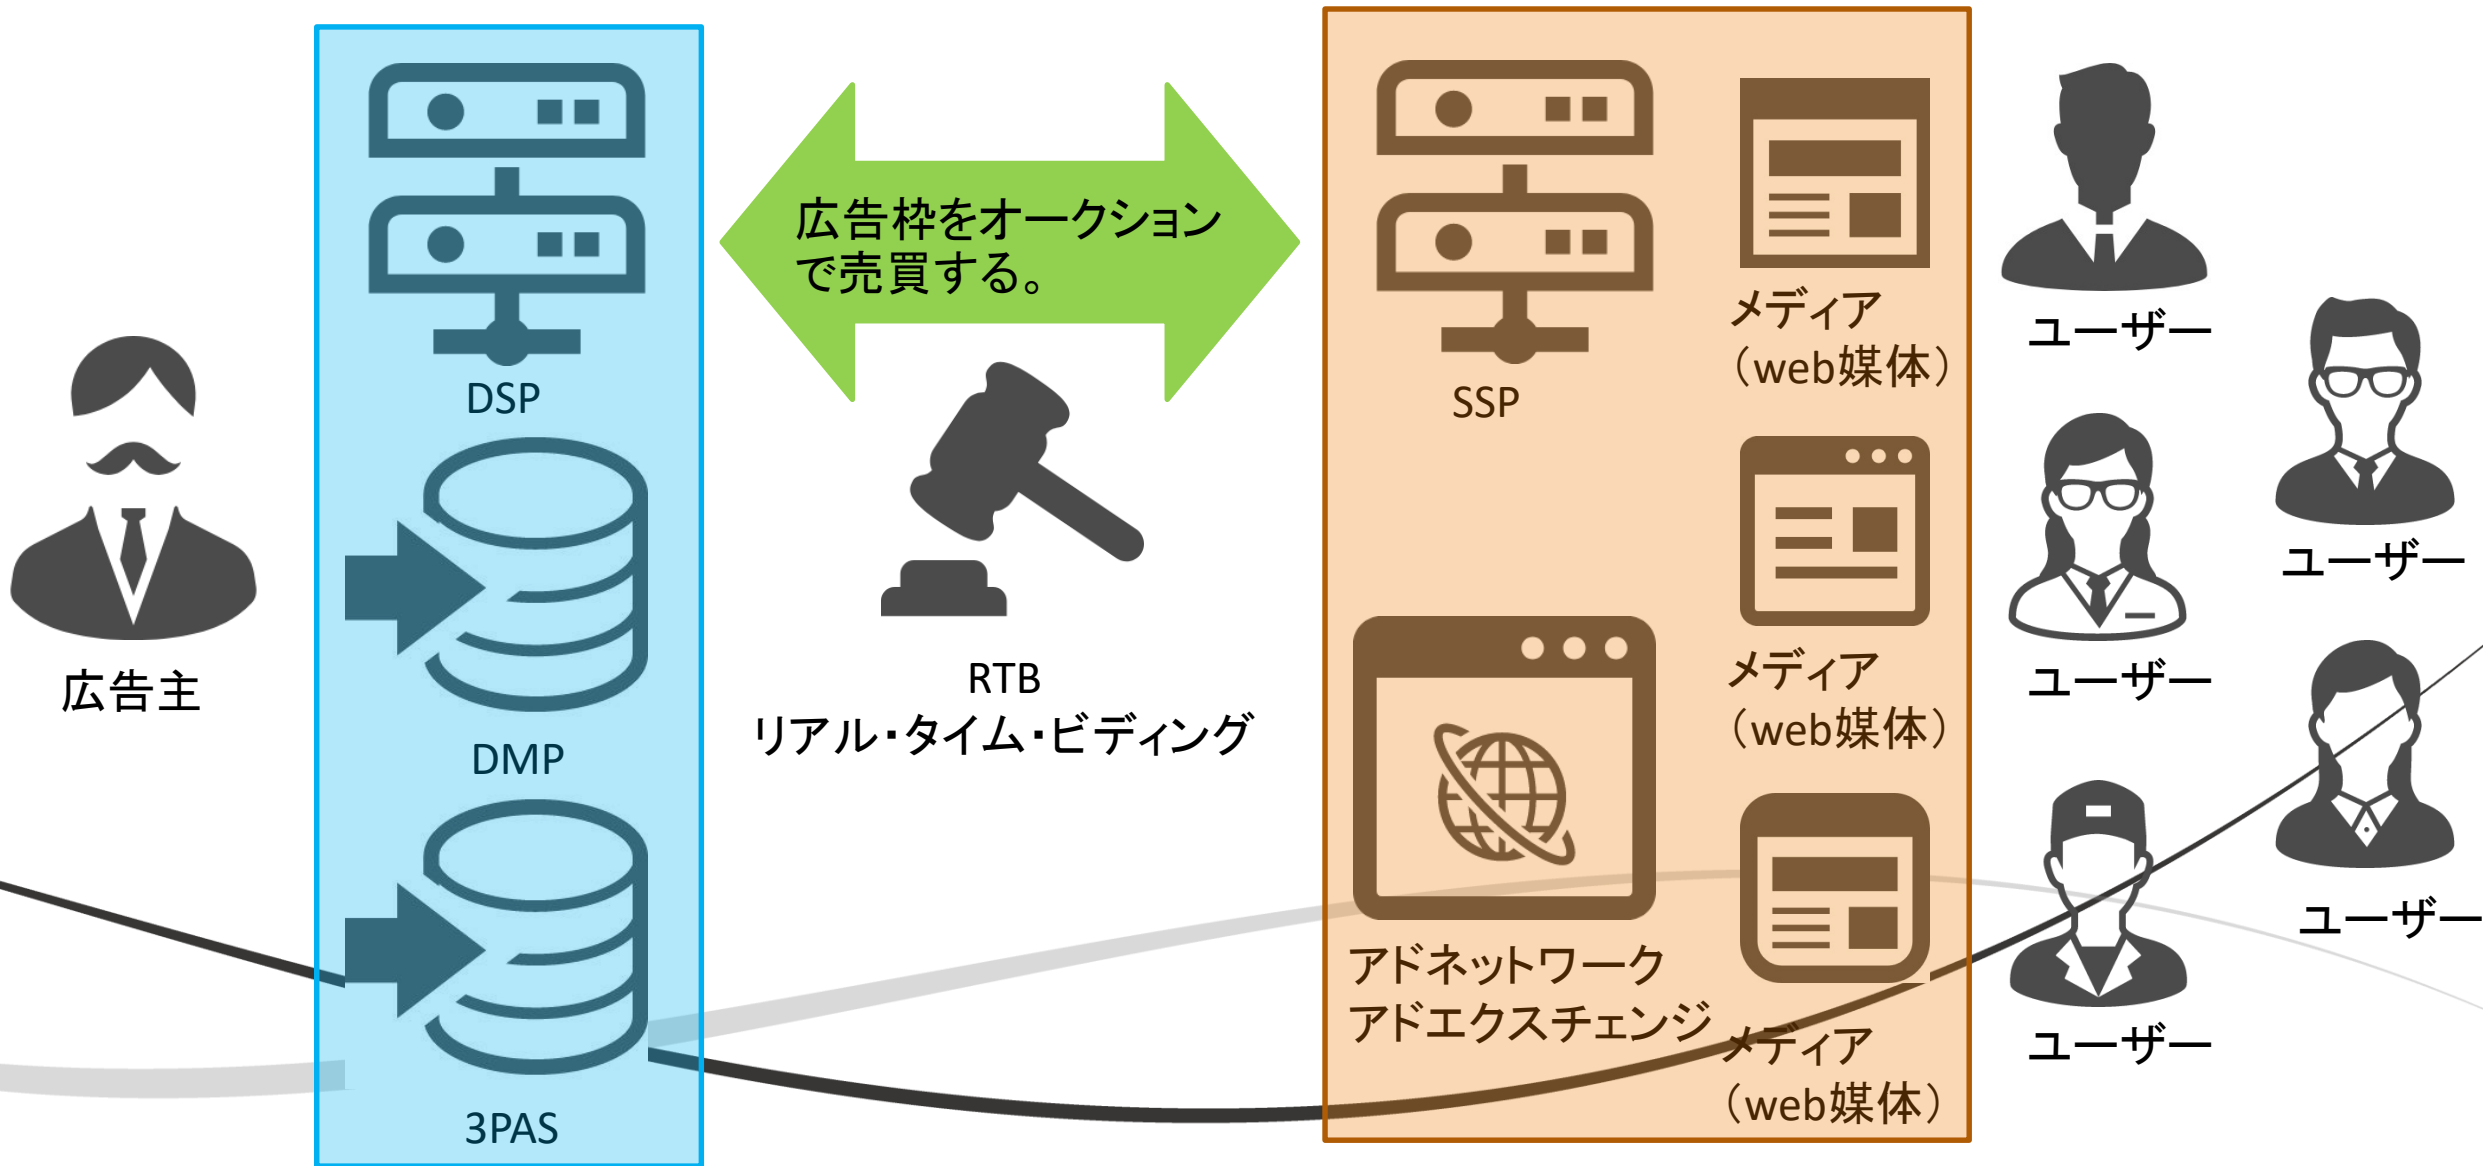 広告主
DSP
DMP
3PAS
広告枠をオークション
で売買する。
RTB
リアル・タイム・ビディング
SSP
アドネットワーク
アドエクスチェンジ
メディア
（web媒体）
メディア
（web媒体）
メディア
（web媒体）
ユーザー
ユーザー
ユーザー
ユーザー
ユーザー